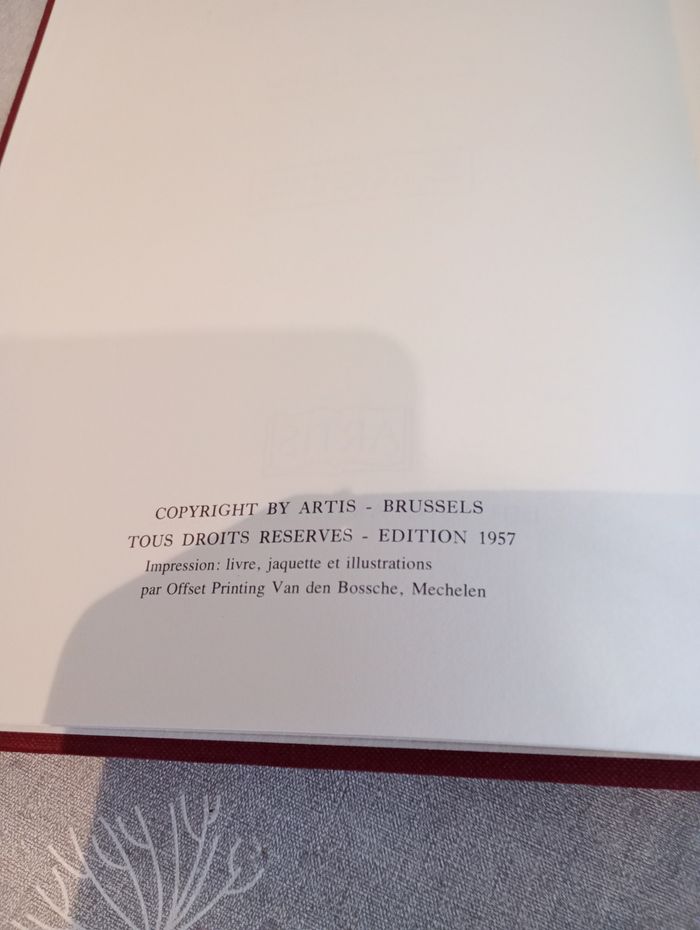 COPYRIGHT BY ARTIS - BRUSSELS
TOUS DROITS RESERVES - EDITION 1957
Impression: livre, jaquette et illustrations
par Offset Printing Van den Bossche, Mechelen